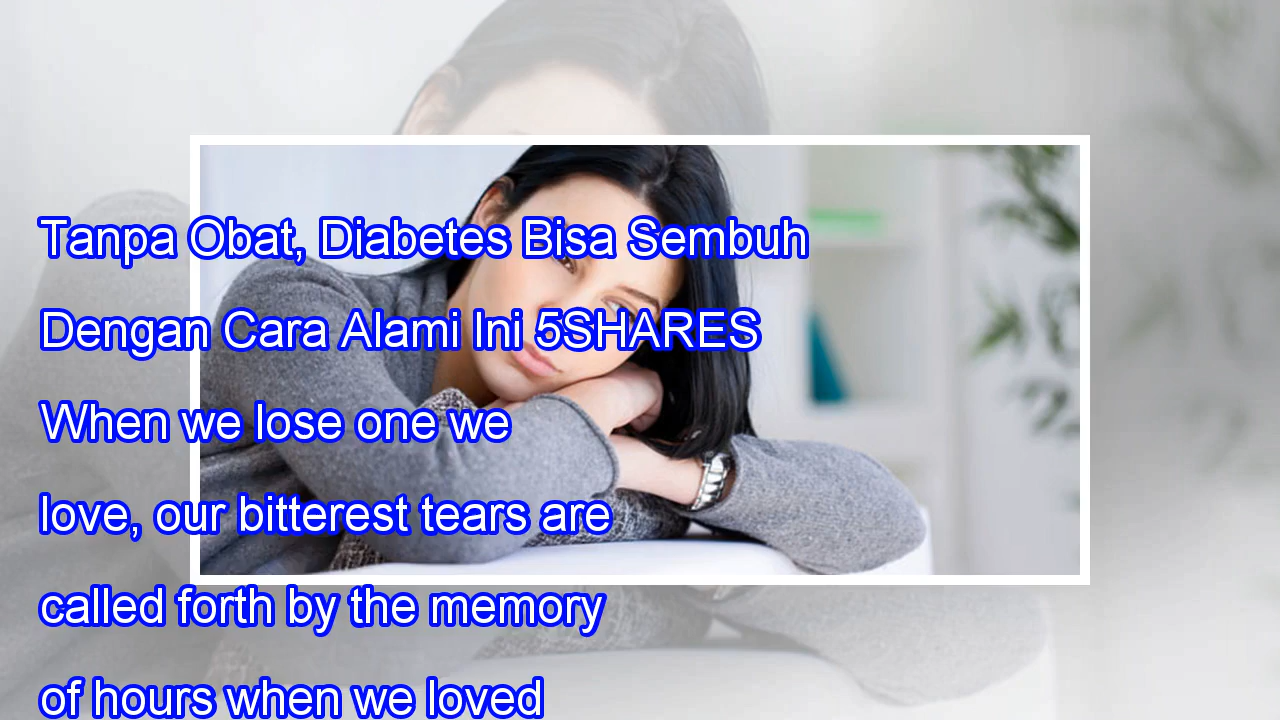 Tanpa Obat, Diabetes Bisa Sembuh
Dengan Cara Alami Ini 5SHARES
When we lose one we
love, our bitterest tears are
called forth by the memory
of hours when we loved